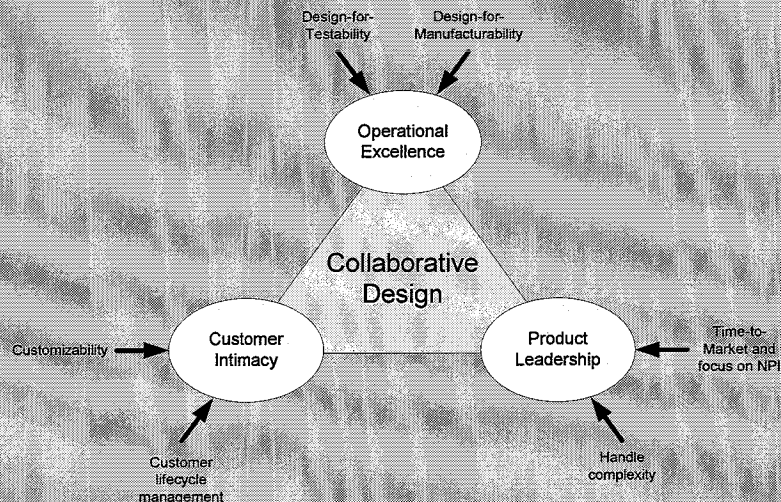 Design-for-
Testability
Design-for-
Manufacturability
Operational
Excellence
Collaborative
Design
Customer
Intimacy
Product
Leadership
Customizability
Time-to-
Market and
focus on NPI
Customer
lifecycle
management
Handle
complexity